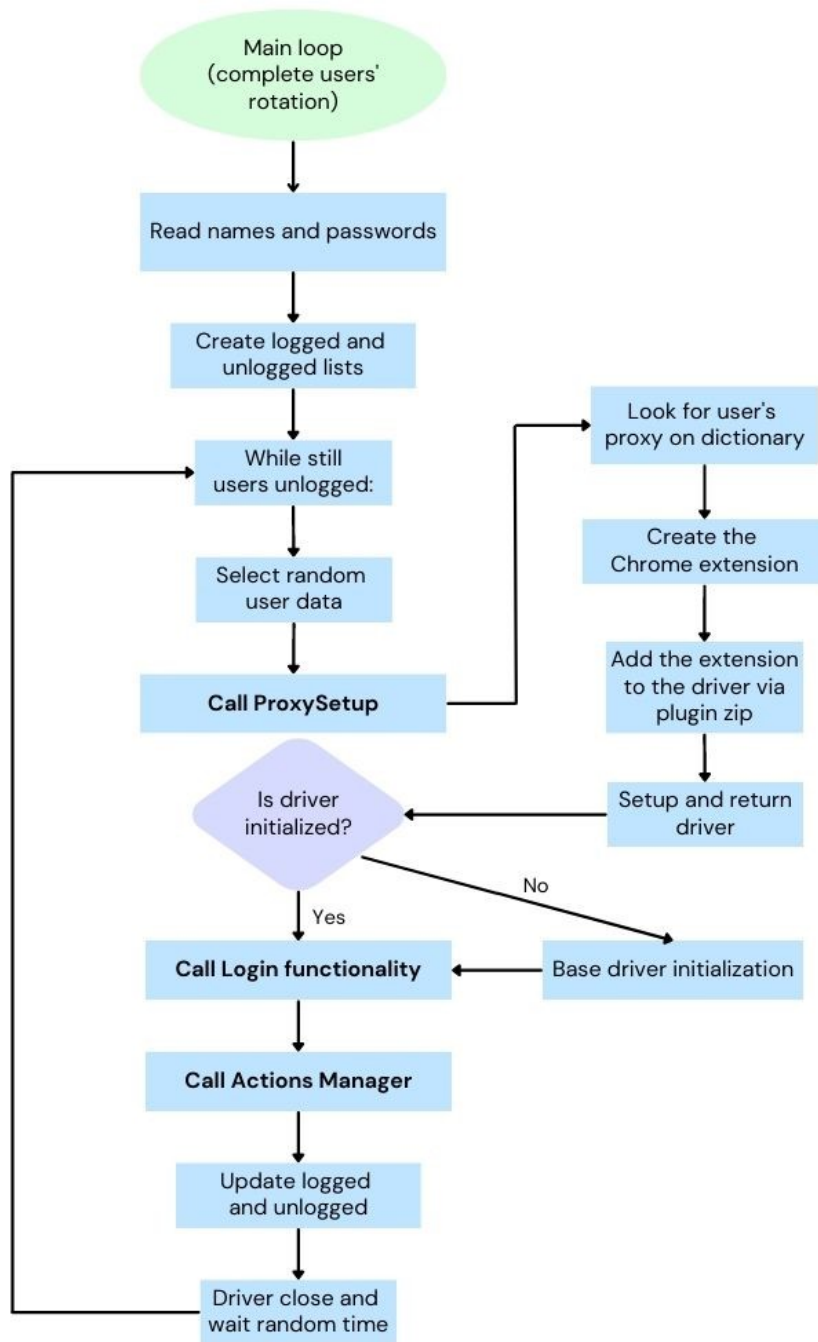 Main loop
(complete users'
rotation)
Read names and passwords
Create logged and
unlogged lists
While still
users unlogged:
Select random
user data
Call ProxySetup
Look for user's
proxy on dictionary
Create the
Chrome extension
Add the extension
to the driver via
plugin zip
Setup and return
driver
Is driver
initialized?
No
Yes
Base driver initialization
Call Login functionality
Call Actions Manager
Update logged
and unlogged
Driver close and
wait random time